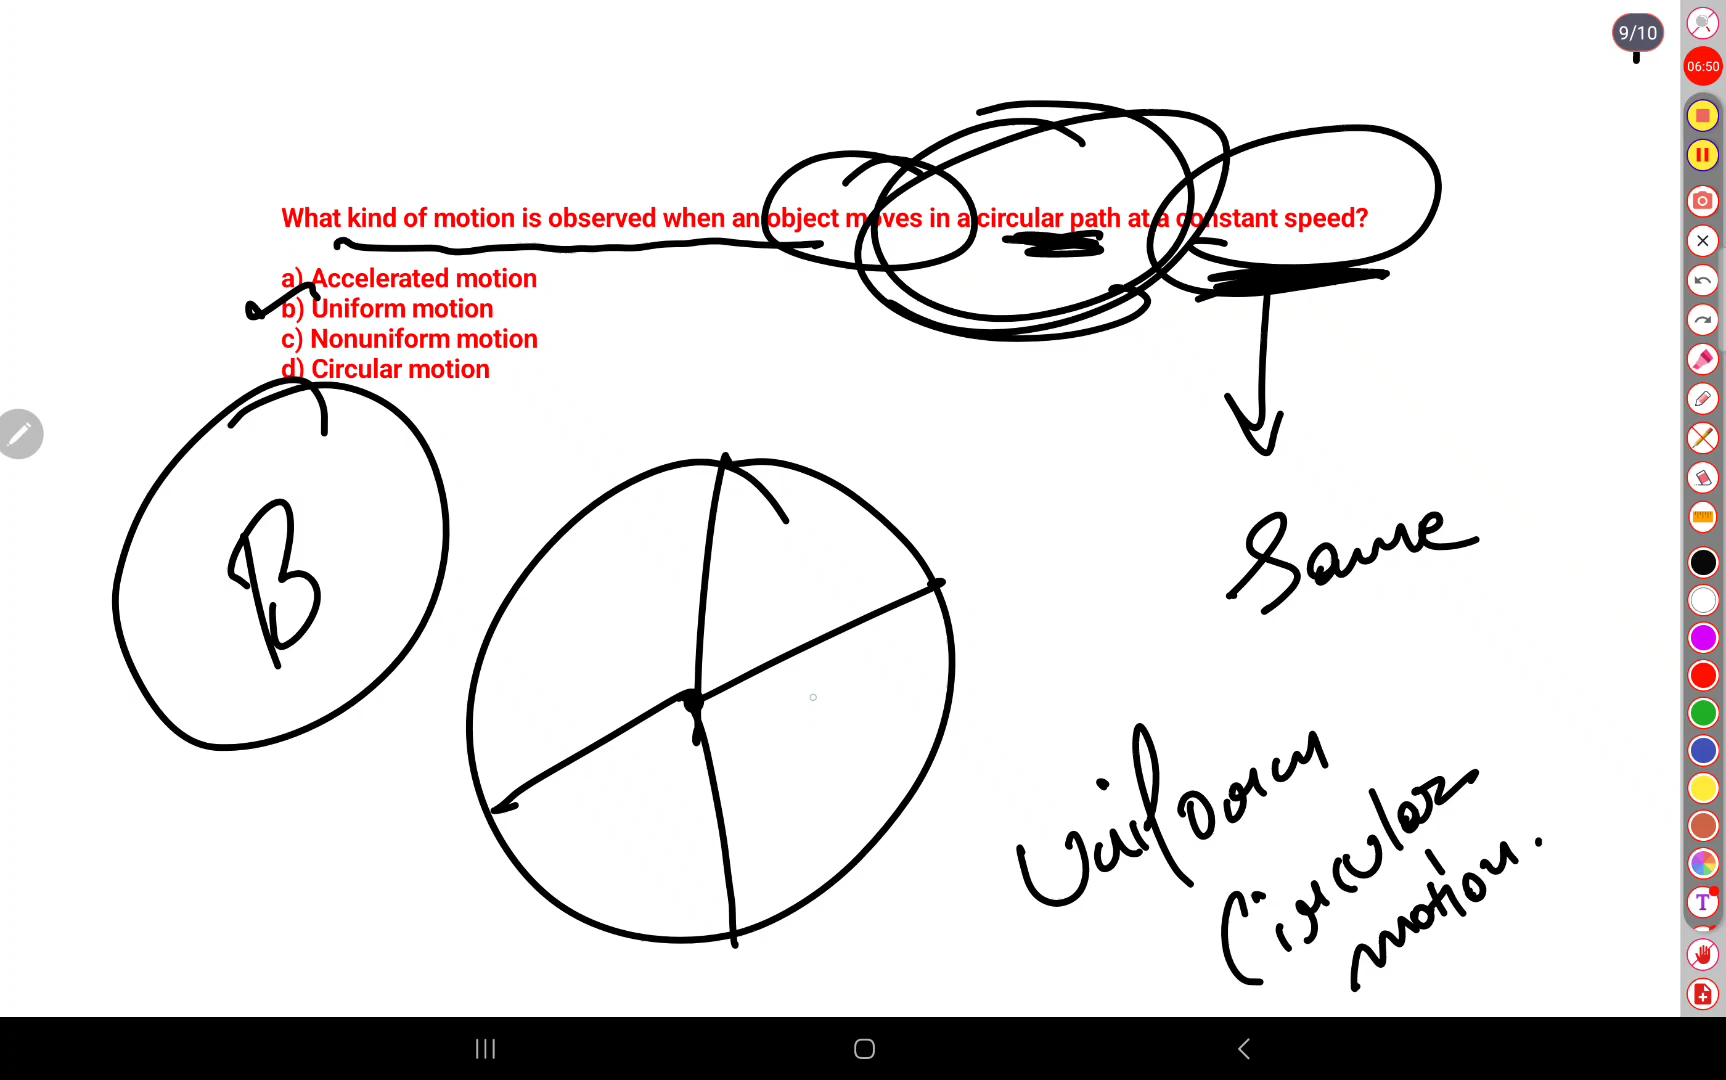 9/10
06:50
What kind of motion is observed when an object moves in a circular path at a constant speed?
a) Accelerated motion
b) Uniform motion
c) Nonuniform motion
d) Circular motion
B
Same
Uniform
Circular
motion.
T